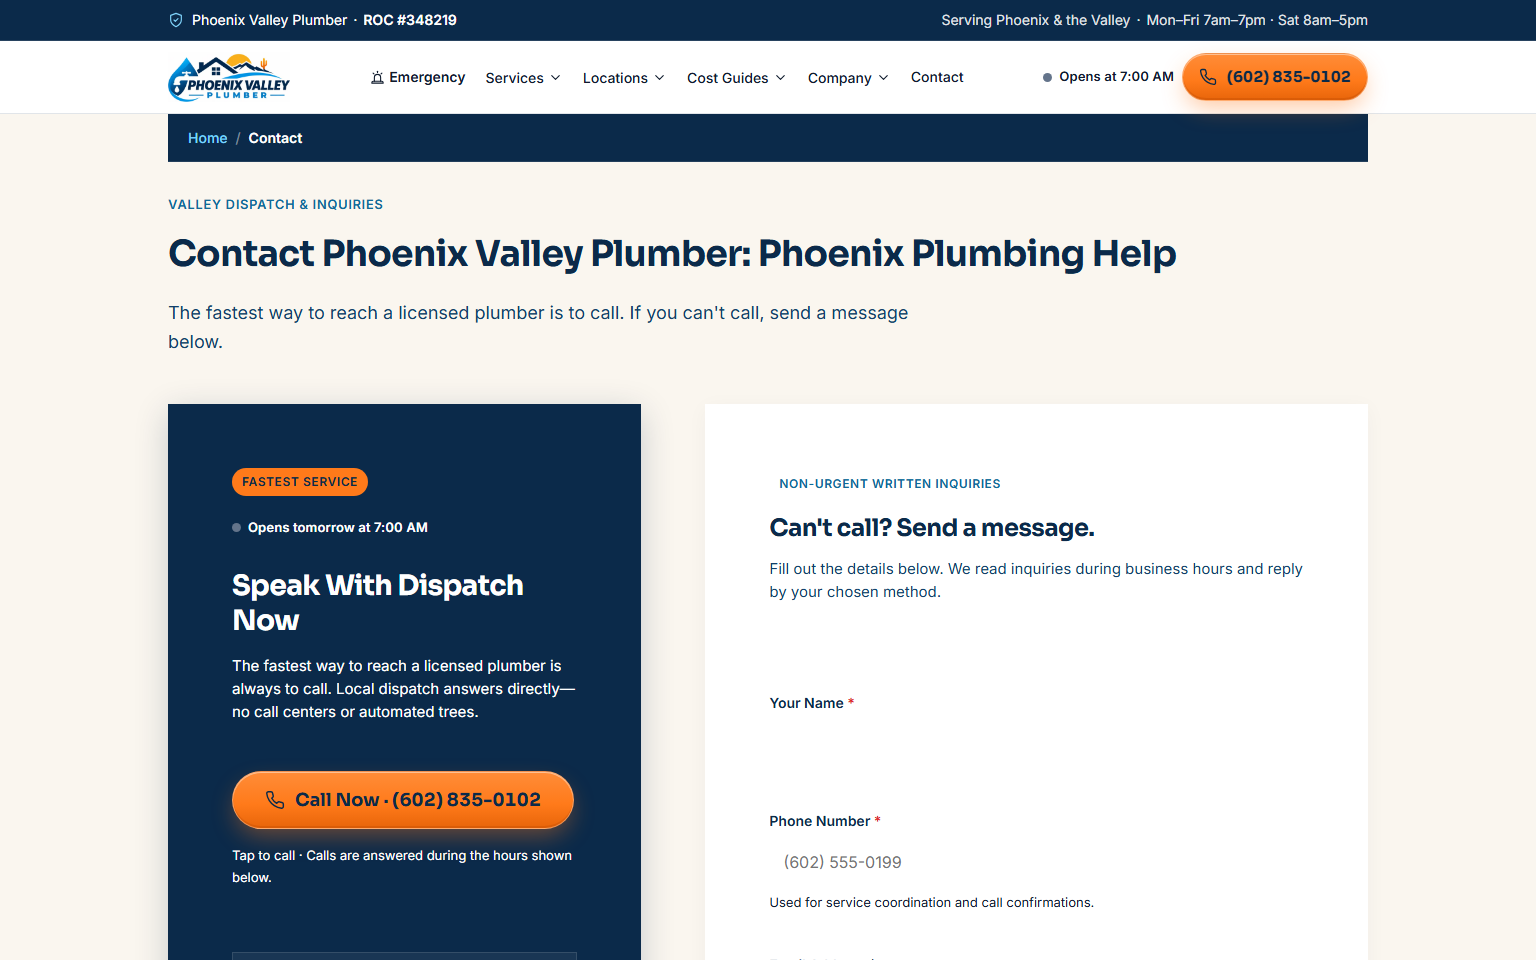 Phoenix Valley Plumber · ROC #348219
Serving Phoenix & the Valley · Mon–Fri 7am–7pm · Sat 8am–5pm
PHOENIX VALLEY
PLUMBER
Emergency
Services
Locations
Cost Guides
Company
Contact
Opens at 7:00 AM
(602) 835-0102
Home / Contact
VALLEY DISPATCH & INQUIRIES
Contact Phoenix Valley Plumber: Phoenix Plumbing Help
The fastest way to reach a licensed plumber is to call. If you can't call, send a message
below.
FASTEST SERVICE
Opens tomorrow at 7:00 AM
Speak With Dispatch
Now
The fastest way to reach a licensed plumber is
always to call. Local dispatch answers directly—
no call centers or automated trees.
Call Now · (602) 835-0102
Tap to call · Calls are answered during the hours shown
below.
NON-URGENT WRITTEN INQUIRIES
Can't call? Send a message.
Fill out the details below. We read inquiries during business hours and reply
by your chosen method.
Your Name *
Phone Number *
(602) 555-0199
Used for service coordination and call confirmations.